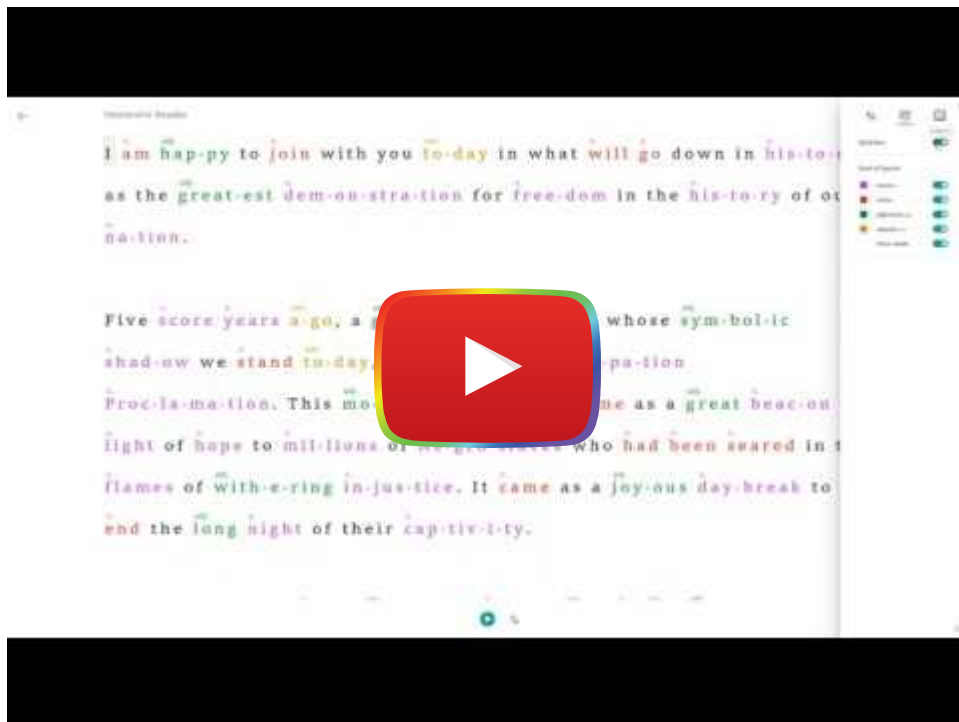 Immersive Reader
I am hap·py to join with you to·day in what will go down in his·to·
as the great·est dem·on·stra·tion for free·dom in the his·to·ry of ou
na·tion.
Five score years a·go, a whose sym·bol·ic
shad·ow we stand to·day, pa·tion
Proc·la·ma·tion. This mo· me as a great beac·on
light of hope to mil·lions of who had been seared in
flames of with·e·ring in·jus·tice. It came as a joy·ous day·break to
end the long night of their cap·tiv·i·ty.